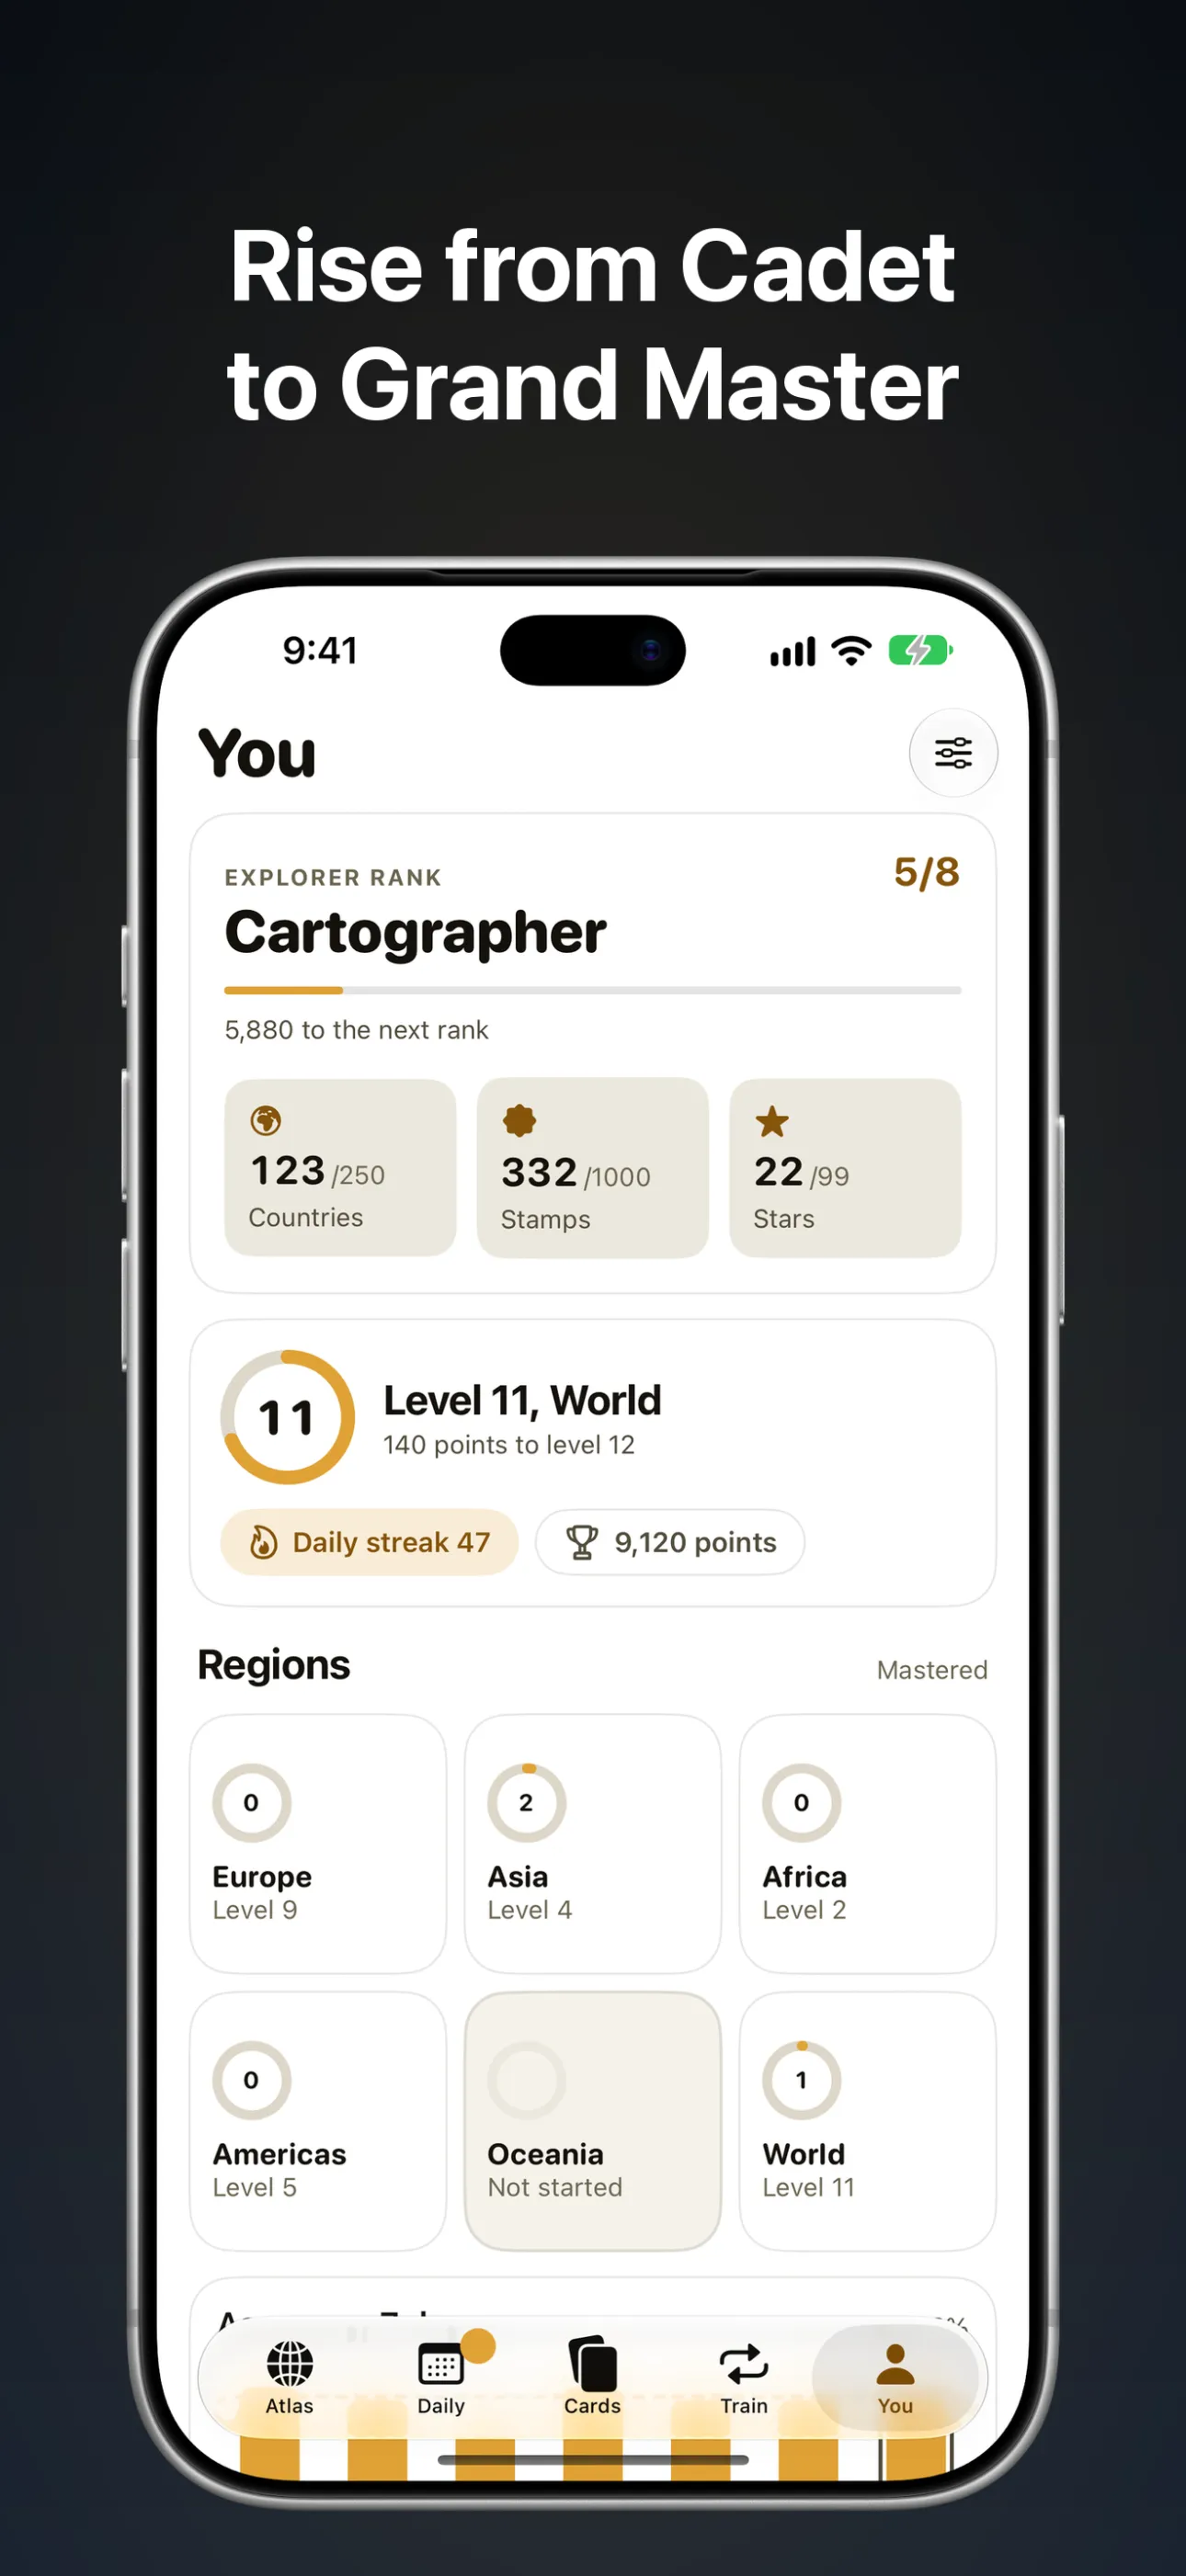 Rise from Cadet
to Grand Master
9:41
You
EXPLORER RANK
5/8
Cartographer
5,880 to the next rank
123 /250
Countries
332 /1000
Stamps
22 /99
Stars
11
Level 11, World
140 points to level 12
Daily streak 47
9,120 points
Regions
Mastered
0
Europe
Level 9
2
Asia
Level 4
0
Africa
Level 2
0
Americas
Level 5
Oceania
Not started
1
World
Level 11
Atlas
Daily
Cards
Train
You